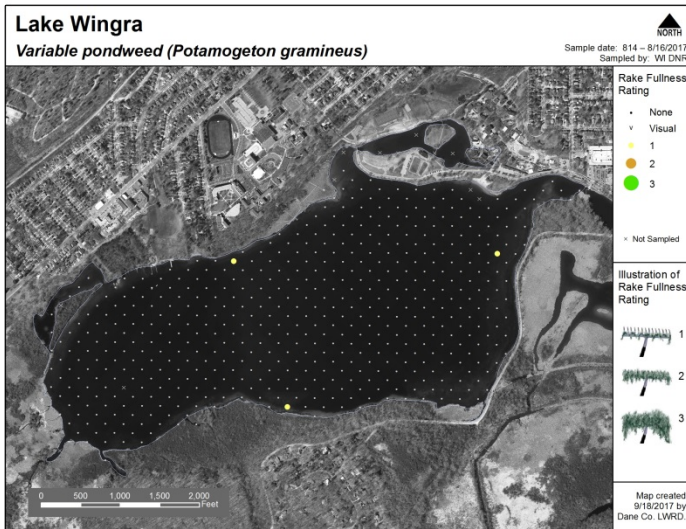 Lake Wingra
Variable pondweed (Potamogeton gramineus)
NORTH
Sample date: 814 – 8/16/2017
Sampled by: WI DNR
Rake Fullness
Rating
None
v Visual
1
2
3
× Not Sampled
Illustration of
Rake Fullness
Rating
1
2
3
0 500 1,000 1,500 2,000
Feet
Map created
9/18/2017 by
Dane Co. LWRD.